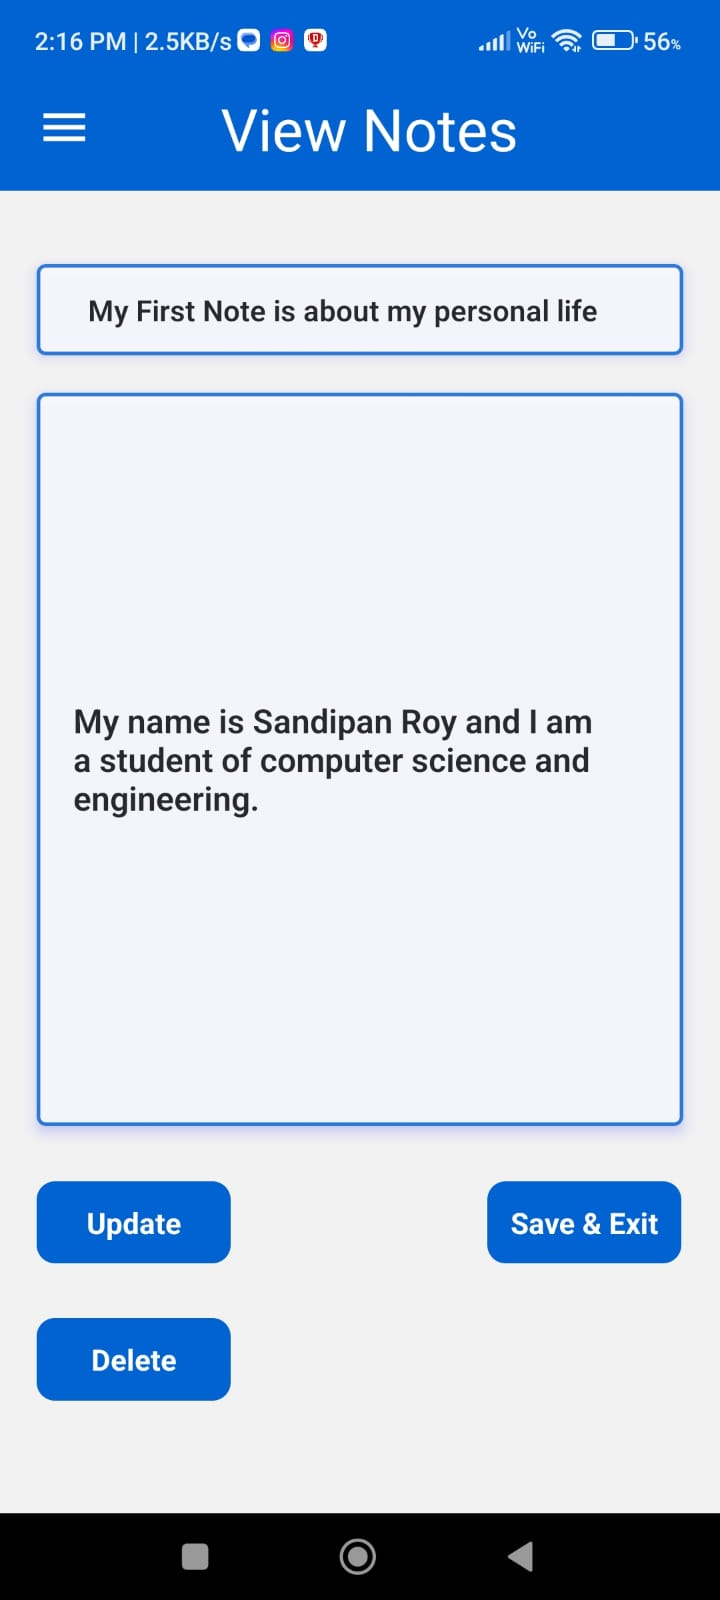 2:16 PM | 2.5KB/s Vo WiFi 56%
View Notes
My First Note is about my personal life
My name is Sandipan Roy and I am
a student of computer science and
engineering.
Update Save & Exit
Delete